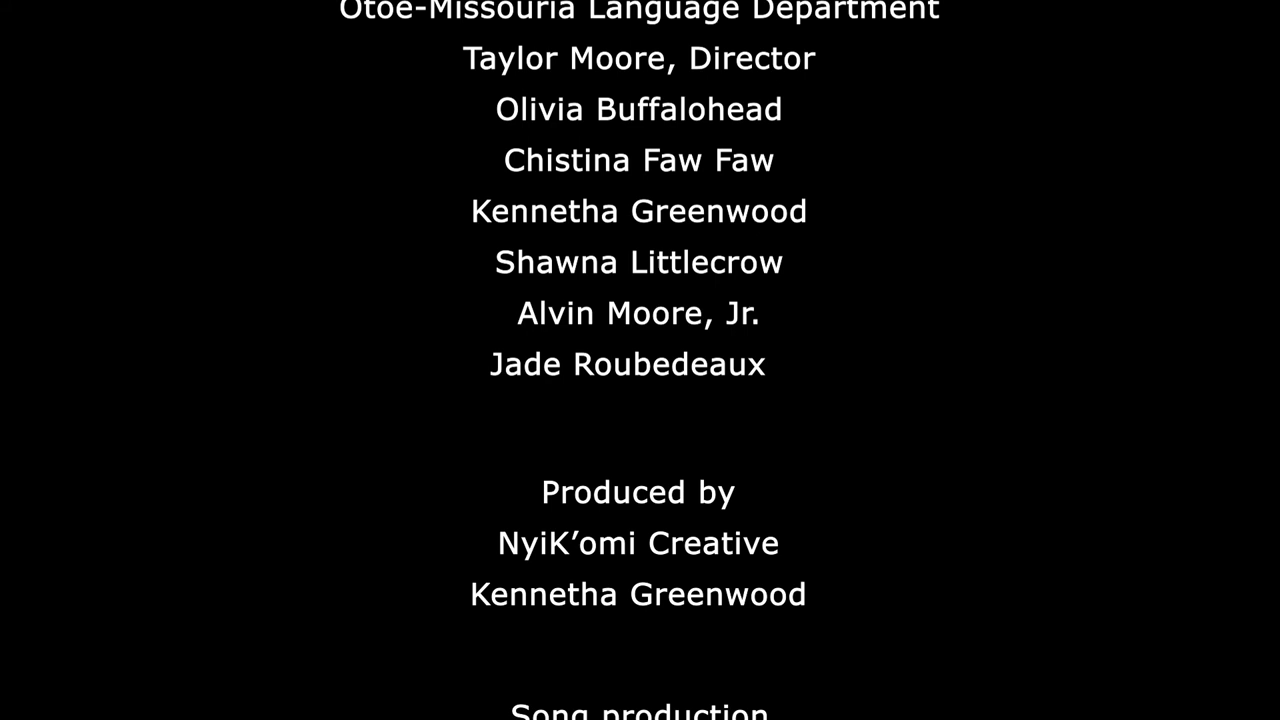 Otoe-Missouria Language Department
Taylor Moore, Director
Olivia Buffalohead
Chistina Faw Faw
Kennetha Greenwood
Shawna Littlecrow
Alvin Moore, Jr.
Jade Roubedeaux
Produced by
NyiK’omi Creative
Kennetha Greenwood
Song production